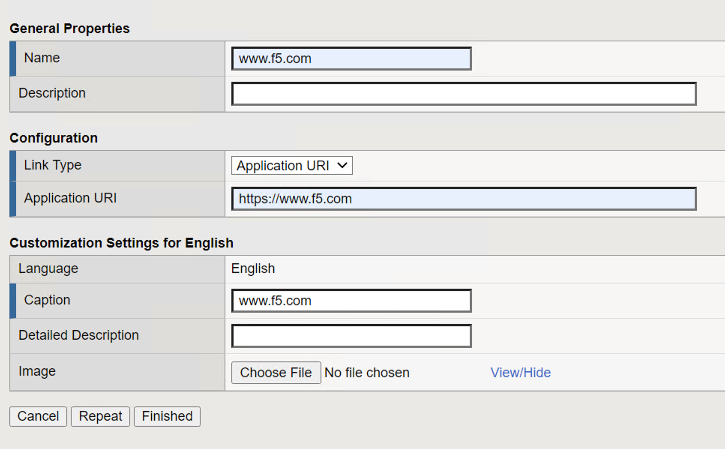 General Properties
Name www.f5.com
Description
Configuration
Link Type Application URI
Application URI https://www.f5.com
Customization Settings for English
Language English
Caption www.f5.com
Detailed Description
Image Choose File No file chosen View/Hide
Cancel Repeat Finished